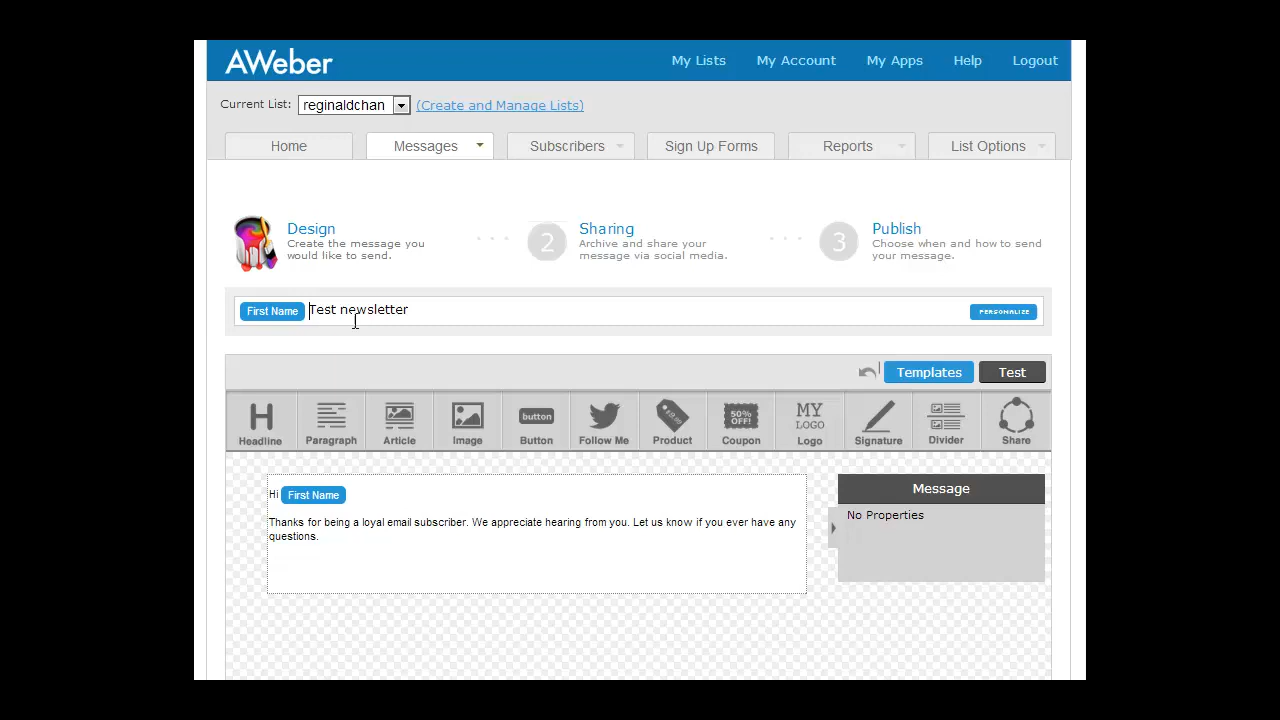 AWeber My Lists My Account My Apps Help Logout
Current List: reginaldchan (Create and Manage Lists)
Home Messages Subscribers Sign Up Forms Reports List Options
Design
Create the message you
would like to send.
2
Sharing
Archive and share your
message via social media.
3
Publish
Choose when and how to send
your message.
First Name Test newsletter PERSONALIZE
Templates Test
H button $9.99 50% OFF! MY LOGO
Headline Paragraph Article Image Button Follow Me Product Coupon Logo Signature Divider Share
Hi First Name
Thanks for being a loyal email subscriber. We appreciate hearing from you. Let us know if you ever have any
questions.
Message
No Properties